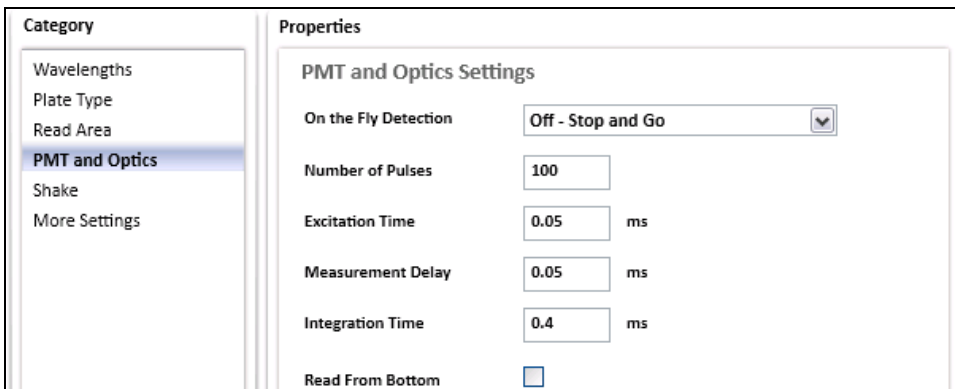 Category
Wavelengths
Plate Type
Read Area
PMT and Optics
Shake
More Settings
Properties
PMT and Optics Settings
On the Fly Detection Off - Stop and Go
Number of Pulses 100
Excitation Time 0.05 ms
Measurement Delay 0.05 ms
Integration Time 0.4 ms
Read From Bottom